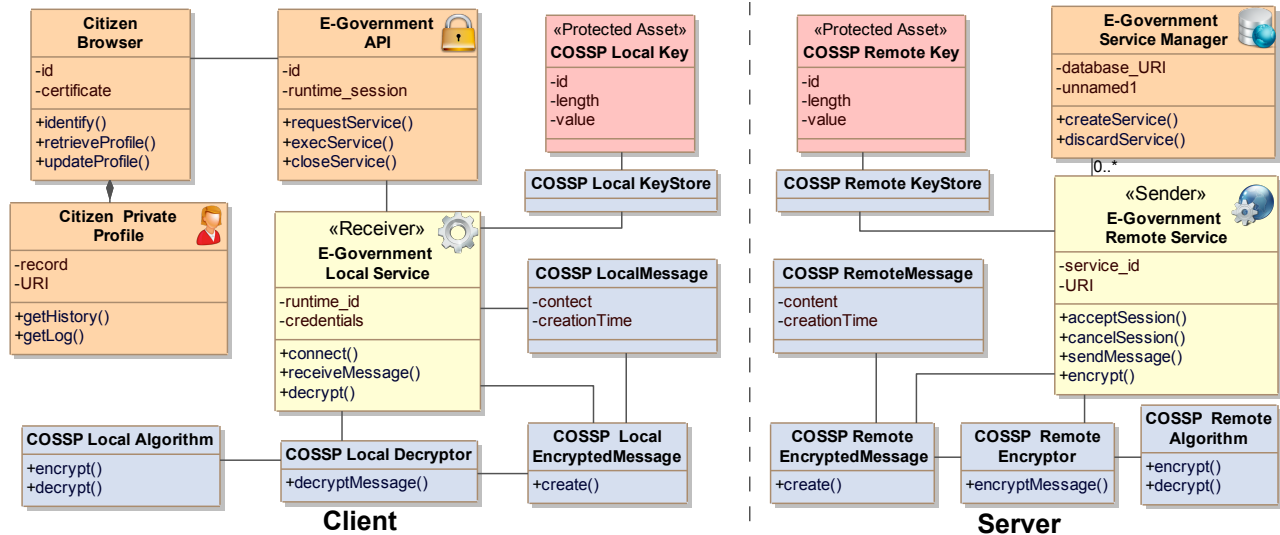 Citizen
Browser
-id
-certificate
+identify()
+retrieveProfile()
+updateProfile()
E-Government
API
-id
-runtime_session
+requestService()
+execService()
+closeService()
«Protected Asset»
COSSP Local Key
-id
-length
-value
COSSP Local KeyStore
Citizen Private
Profile
-record
-URI
+getHistory()
+getLog()
«Receiver»
E-Government
Local Service
-runtime_id
-credentials
+connect()
+receiveMessage()
+decrypt()
COSSP LocalMessage
-contect
-creationTime
COSSP Local Algorithm
+encrypt()
+decrypt()
COSSP Local Decryptor
+decryptMessage()
COSSP Local
EncryptedMessage
+create()
Client
«Protected Asset»
COSSP Remote Key
-id
-length
-value
COSSP Remote KeyStore
E-Government
Service Manager
-database_URI
-unnamed1
+createService()
+discardService()
0..*
«Sender»
E-Government
Remote Service
-service_id
-URI
+acceptSession()
+cancelSession()
+sendMessage()
+encrypt()
COSSP RemoteMessage
-content
-creationTime
COSSP Remote
EncryptedMessage
+create()
COSSP Remote
Encryptor
+encryptMessage()
COSSP Remote
Algorithm
+encrypt()
+decrypt()
Server